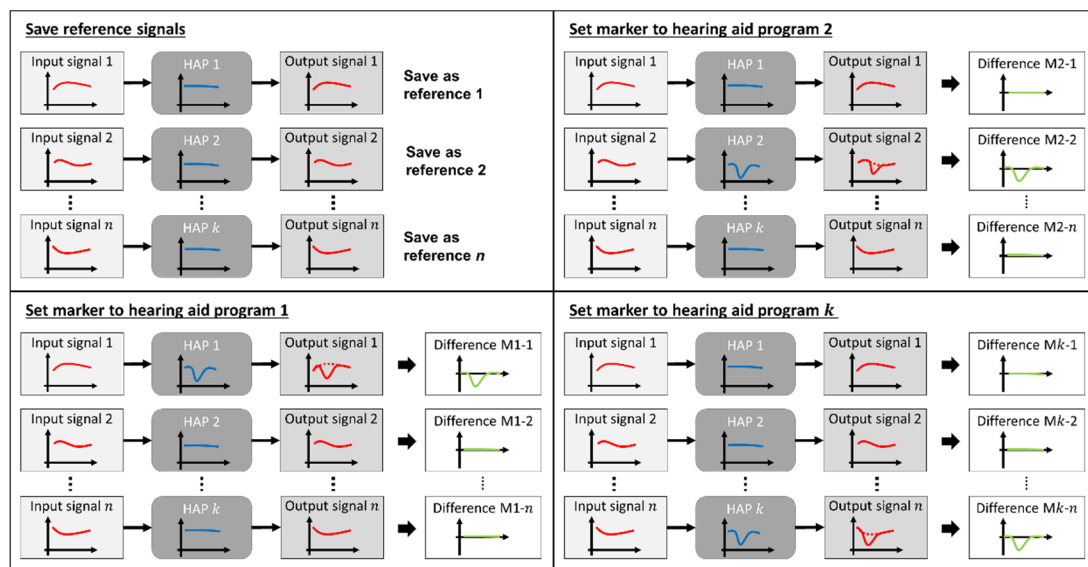 Save reference signals
Input signal 1
HAP 1
Output signal 1
Save as
reference 1
Input signal 2
HAP 2
Output signal 2
Save as
reference 2
Input signal n
HAP k
Output signal n
Save as
reference n
Set marker to hearing aid program 2
Input signal 1
HAP 1
Output signal 1
Difference M2-1
Input signal 2
HAP 2
Output signal 2
Difference M2-2
Input signal n
HAP k
Output signal n
Difference M2-n
Set marker to hearing aid program 1
Input signal 1
HAP 1
Output signal 1
Difference M1-1
Input signal 2
HAP 2
Output signal 2
Difference M1-2
Input signal n
HAP k
Output signal n
Difference M1-n
Set marker to hearing aid program k
Input signal 1
HAP 1
Output signal 1
Difference Mk-1
Input signal 2
HAP 2
Output signal 2
Difference Mk-2
Input signal n
HAP k
Output signal n
Difference Mk-n